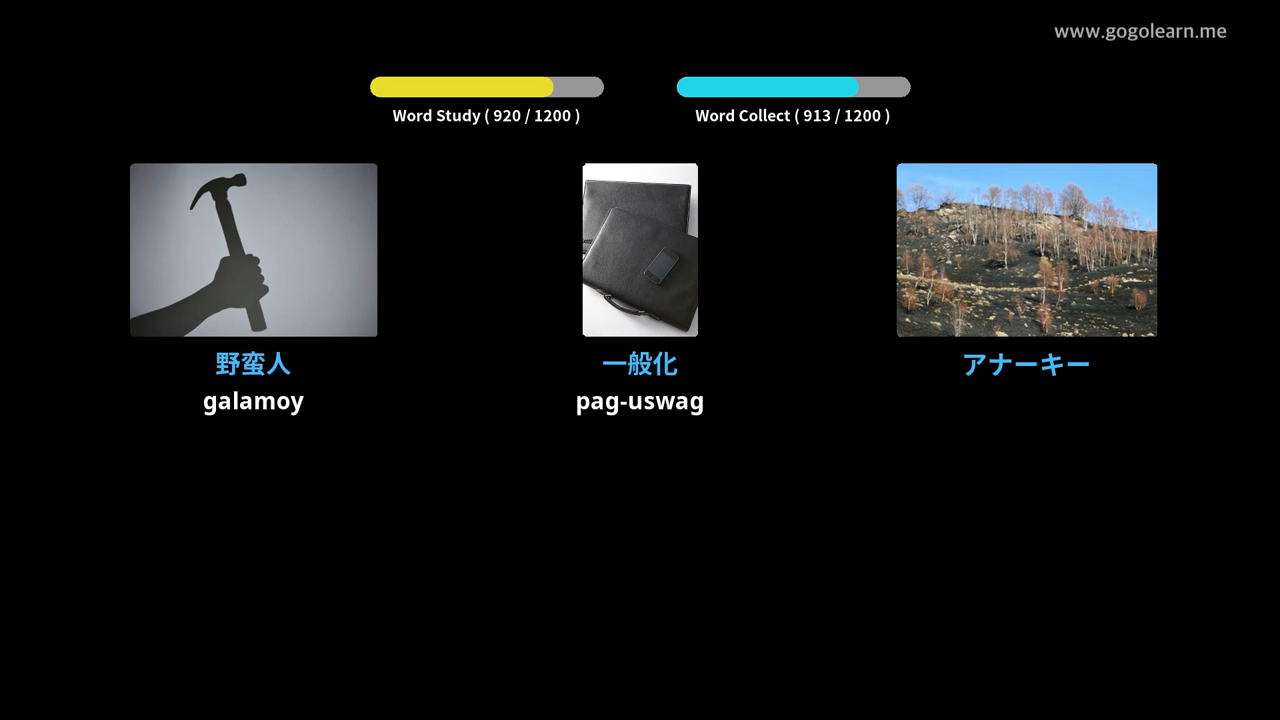 www.gogolearn.me
Word Study ( 920 / 1200 )
Word Collect ( 913 / 1200 )
野蛮人
一般化
アナーキー
galamoy
pag-uswag